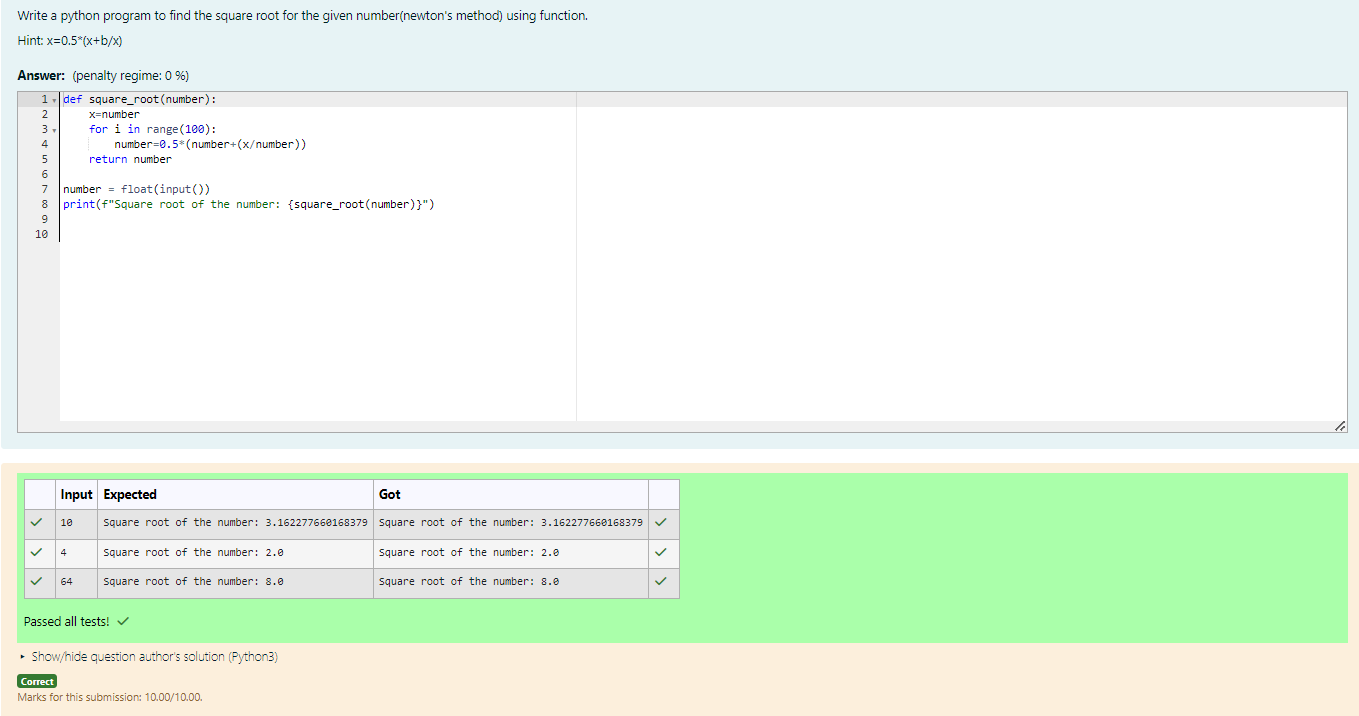 Write a python program to find the square root for the given number(newton's method) using function.
Hint: x=0.5*(x+b/x)
Answer: (penalty regime: 0 %)
1 def square_root(number):
2     x=number
3     for i in range(100):
4         number=0.5*(number+(x/number))
5     return number
6
7 number = float(input())
8 print(f"Square root of the number: {square_root(number)}")
9
10
Input Expected Got
10 Square root of the number: 3.162277660168379 Square root of the number: 3.162277660168379
4 Square root of the number: 2.0 Square root of the number: 2.0
64 Square root of the number: 8.0 Square root of the number: 8.0
Passed all tests!
Show/hide question author's solution (Python3)
Correct
Marks for this submission: 10.00/10.00.